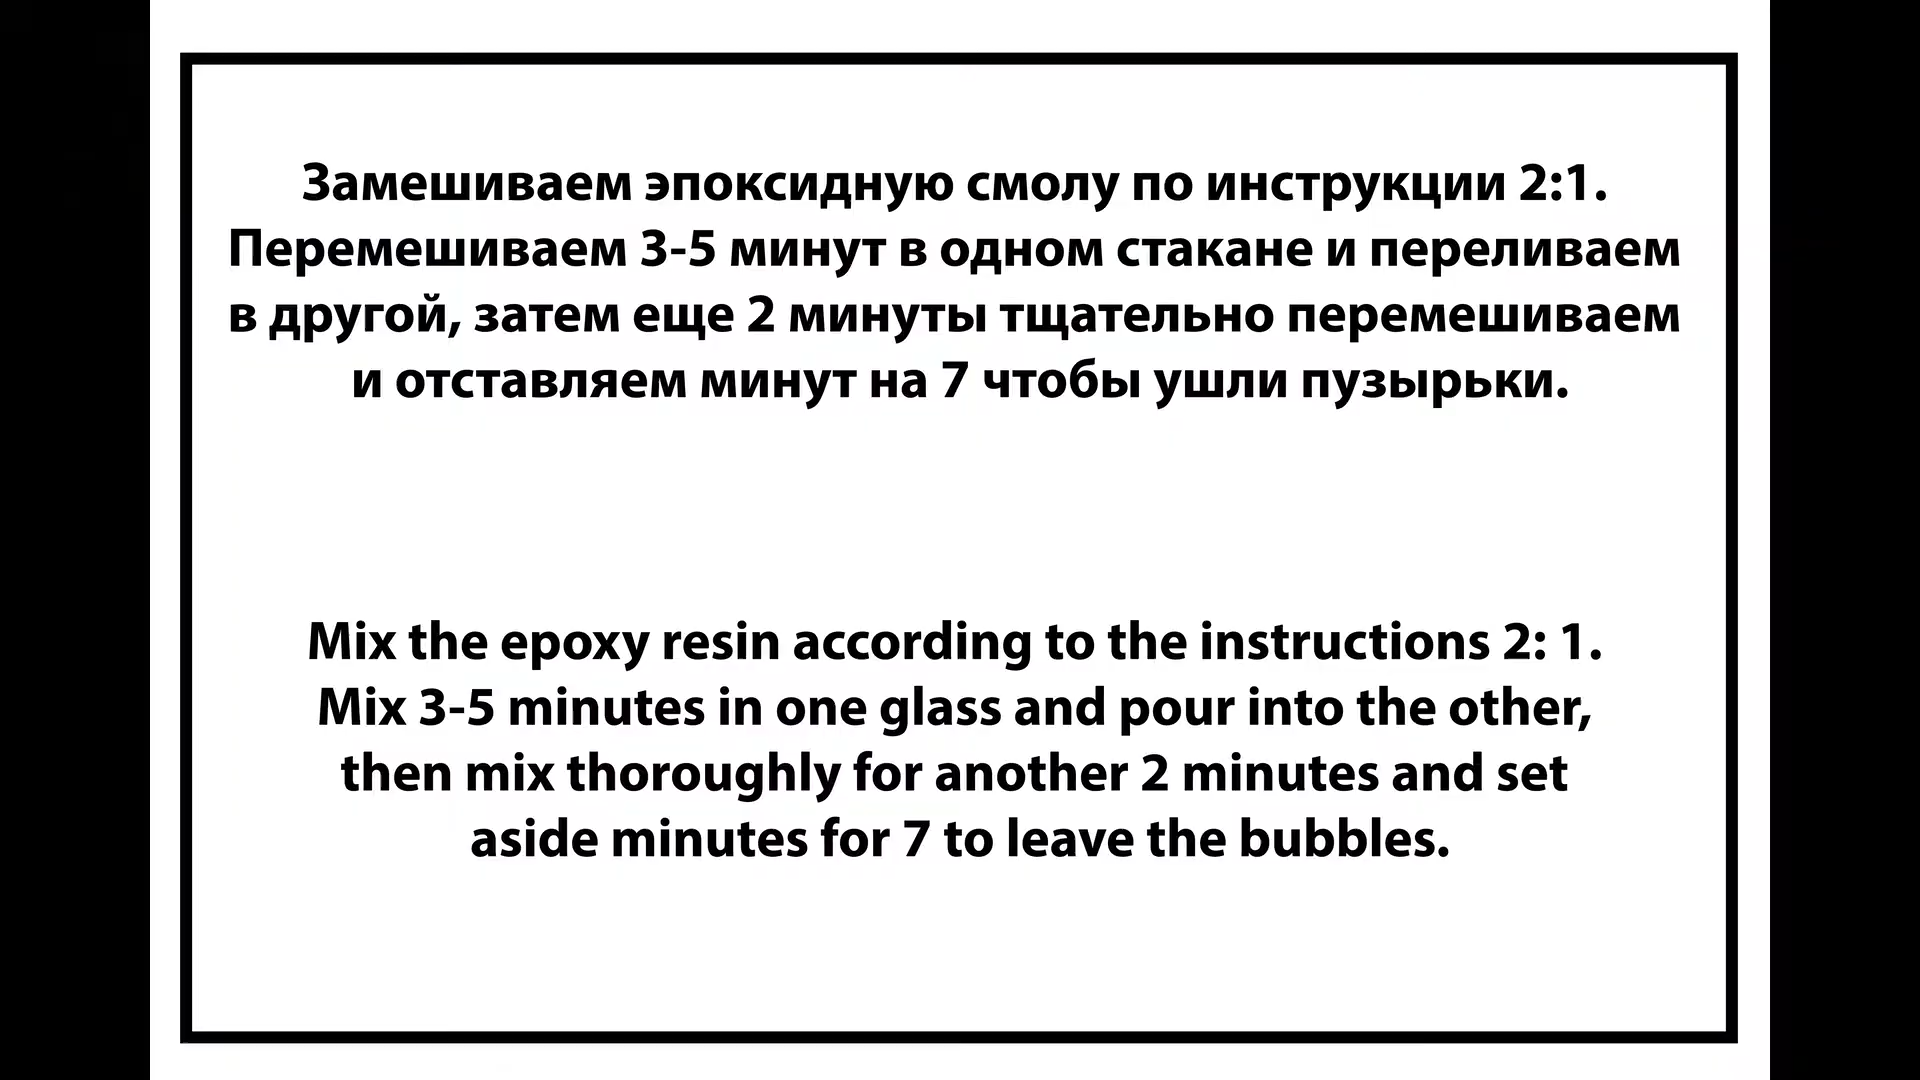 Замешиваем эпоксидную смолу по инструкции 2:1.
Перемешиваем 3-5 минут в одном стакане и переливаем
в другой, затем еще 2 минуты тщательно перемешиваем
и отставляем минут на 7 чтобы ушли пузырьки.
Mix the epoxy resin according to the instructions 2: 1.
Mix 3-5 minutes in one glass and pour into the other,
then mix thoroughly for another 2 minutes and set
aside minutes for 7 to leave the bubbles.